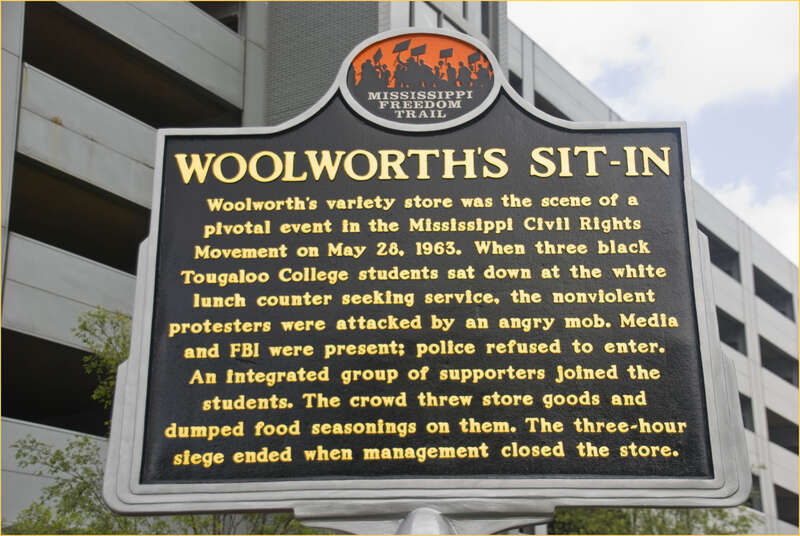 MISSISSIPPI
FREEDOM
TRAIL
WOOLWORTH'S SIT-IN
Woolworth's variety store was the scene of a
pivotal event in the Mississippi Civil Rights
Movement on May 28, 1963. When three black
Tougaloo College students sat down at the white
lunch counter seeking service, the nonviolent
protesters were attacked by an angry mob. Media
and FBI were present; police refused to enter.
An integrated group of supporters joined the
students. The crowd threw store goods and
dumped food seasonings on them. The three-hour
siege ended when management closed the store.